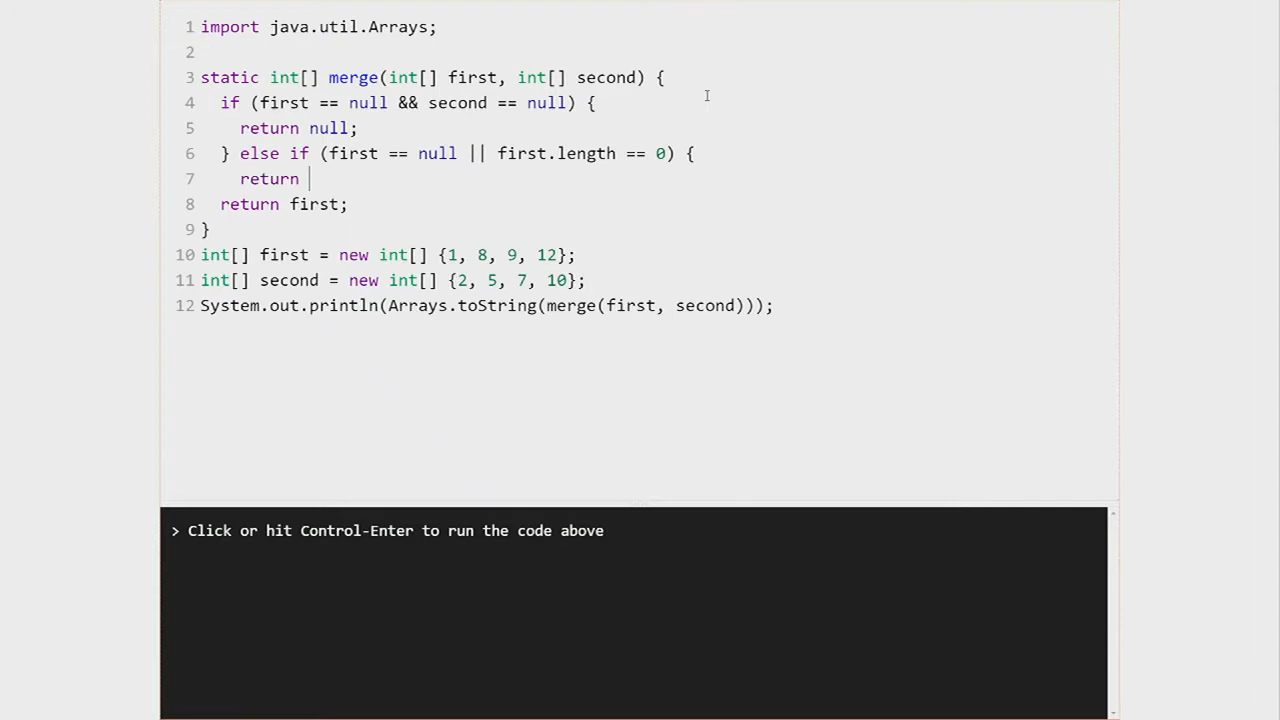 1 import java.util.Arrays;
2
3 static int[] merge(int[] first, int[] second) {
4   if (first == null && second == null) {
5     return null;
6   } else if (first == null || first.length == 0) {
7     return
8   return first;
9 }
10 int[] first = new int[] {1, 8, 9, 12};
11 int[] second = new int[] {2, 5, 7, 10};
12 System.out.println(Arrays.toString(merge(first, second)));
> Click or hit Control-Enter to run the code above